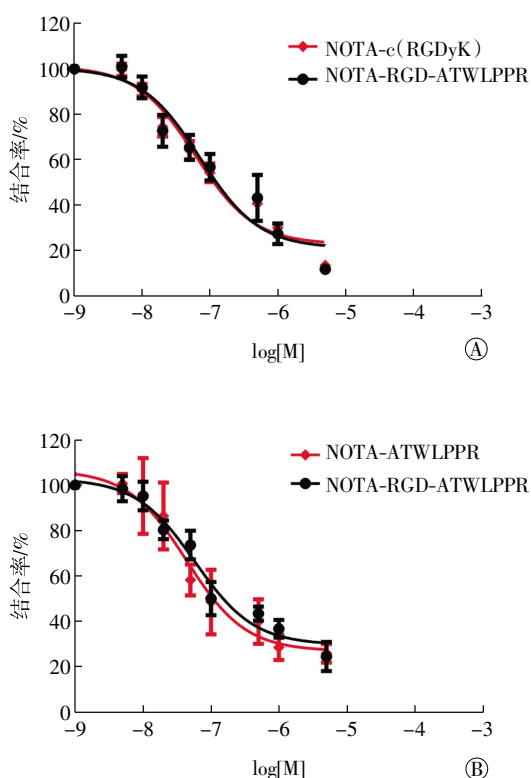 120
100
80
60
40
20
0
结合率/%
NOTA-c(RGDyK)
NOTA-RGD-ATWLPPR
-9 -8 -7 -6 -5 -4 -3
log[M]
Ⓐ
120
100
80
60
40
20
0
结合率/%
NOTA-ATWLPPR
NOTA-RGD-ATWLPPR
-9 -8 -7 -6 -5 -4 -3
log[M]
Ⓑ